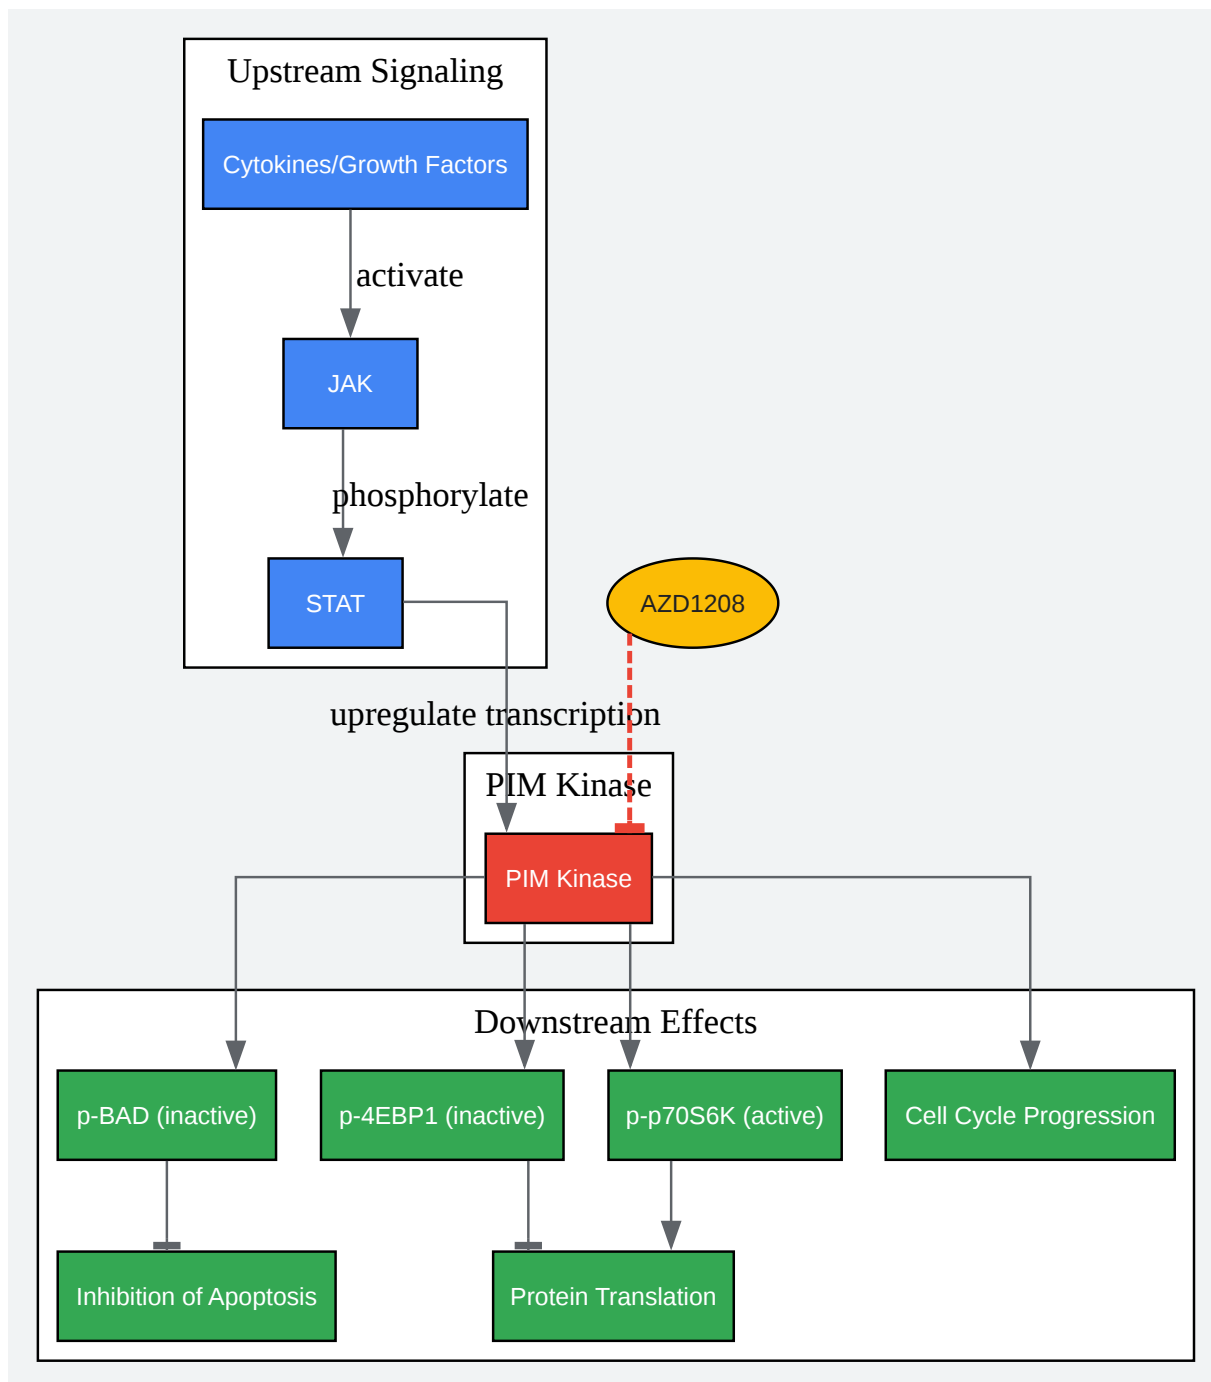 Upstream Signaling
Cytokines/Growth Factors
activate
JAK
phosphorylate
STAT
AZD1208
upregulate transcription
PIM Kinase
PIM Kinase
Downstream Effects
p-BAD (inactive)
p-4EBP1 (inactive)
p-p70S6K (active)
Cell Cycle Progression
Inhibition of Apoptosis
Protein Translation